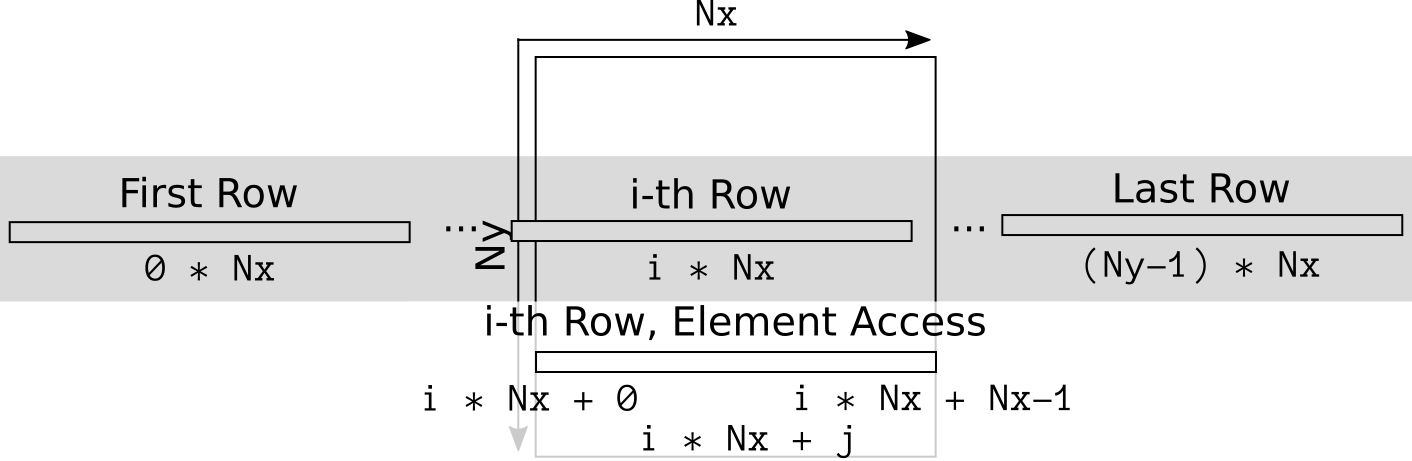 Nx
First Row
i-th Row
Last Row
...
Ny
...
0 * Nx
i * Nx
(Ny-1) * Nx
i-th Row, Element Access
i * Nx + 0
i * Nx + Nx-1
i * Nx + j